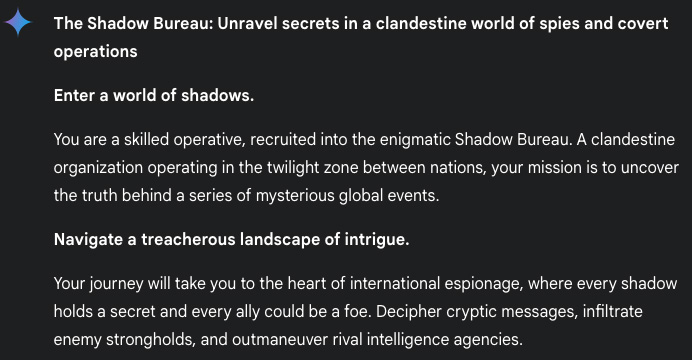 The Shadow Bureau: Unravel secrets in a clandestine world of spies and covert
operations
Enter a world of shadows.
You are a skilled operative, recruited into the enigmatic Shadow Bureau. A clandestine
organization operating in the twilight zone between nations, your mission is to uncover
the truth behind a series of mysterious global events.
Navigate a treacherous landscape of intrigue.
Your journey will take you to the heart of international espionage, where every shadow
holds a secret and every ally could be a foe. Decipher cryptic messages, infiltrate
enemy strongholds, and outmaneuver rival intelligence agencies.